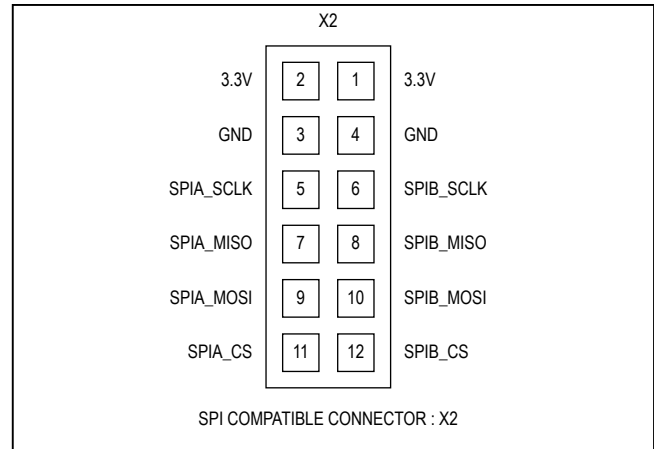 X2
3.3V 2 1 3.3V
GND 3 4 GND
SPIA_SCLK 5 6 SPIB_SCLK
SPIA_MISO 7 8 SPIB_MISO
SPIA_MOSI 9 10 SPIB_MOSI
SPIA_CS 11 12 SPIB_CS
SPI COMPATIBLE CONNECTOR : X2